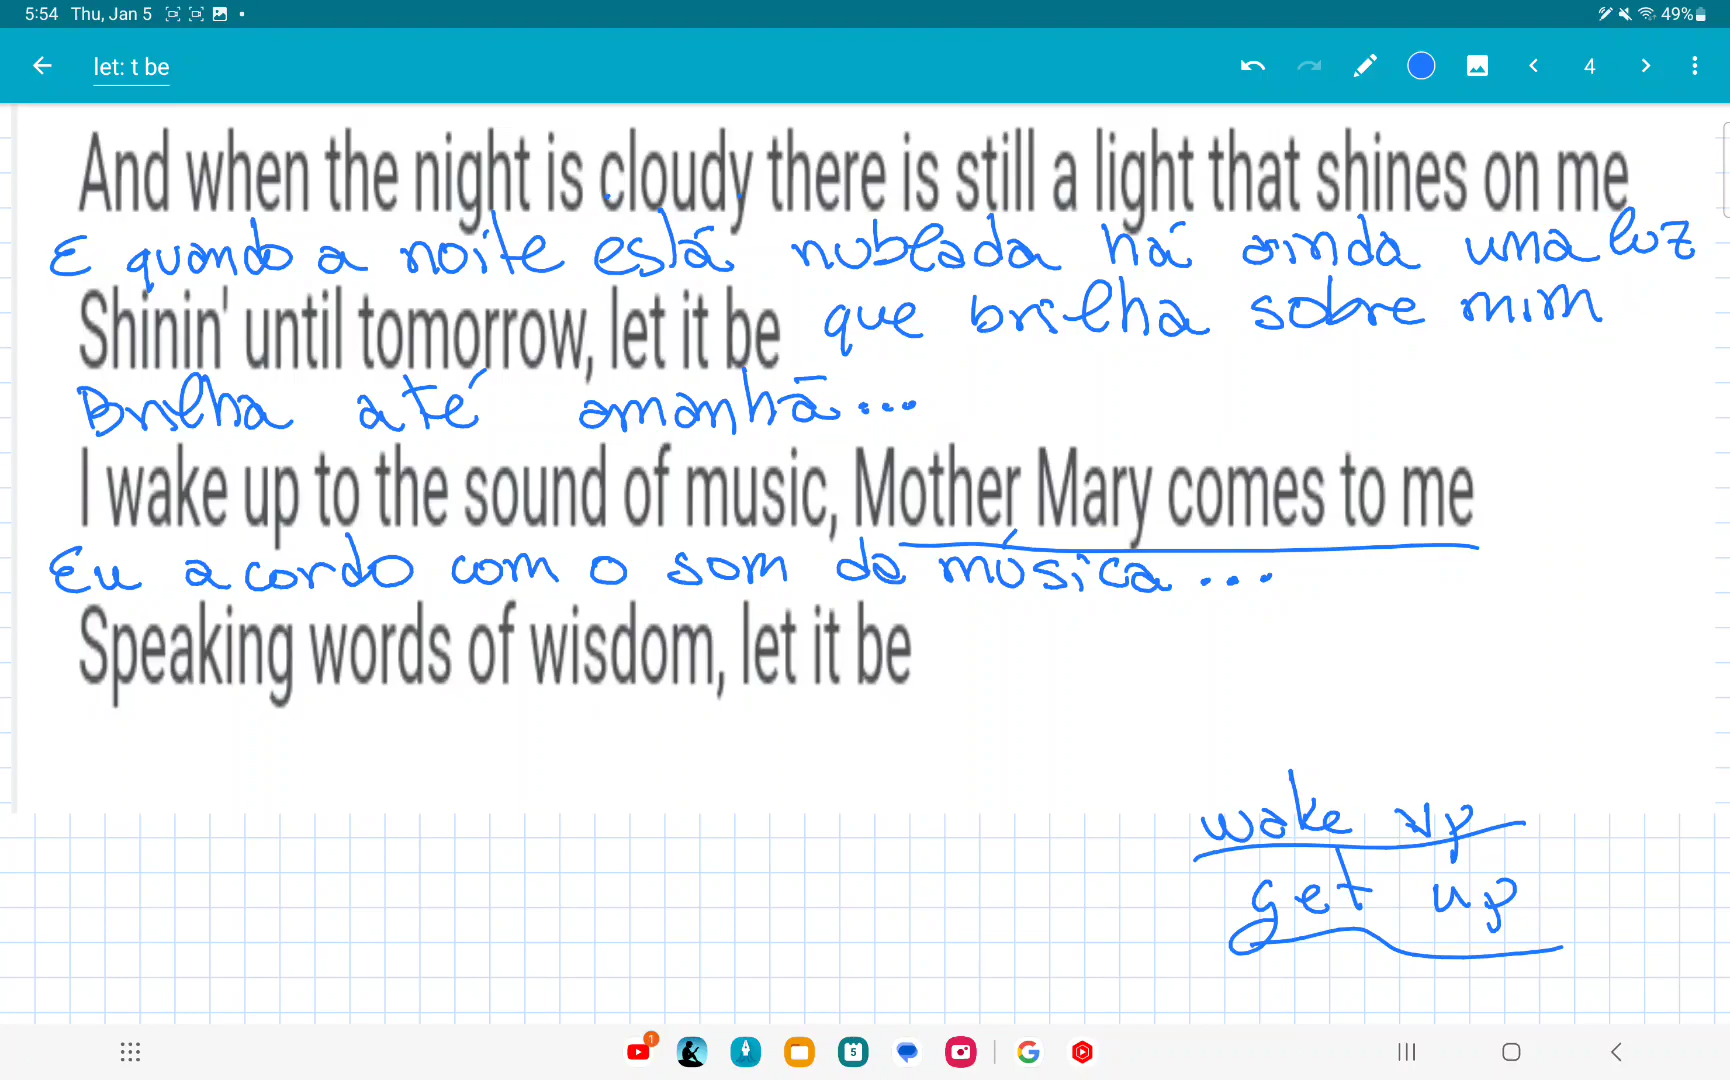 5:54 Thu, Jan 5 49%
let: t be 4
And when the night is cloudy there is still a light that shines on me
E quando a noite está nublada há ainda uma luz
Shinin' until tomorrow, let it be que brilha sobre mim
Brilha até amanhã...
I wake up to the sound of music, Mother Mary comes to me
Eu acordo com o som da música...
Speaking words of wisdom, let it be
wake up
get up
1
5